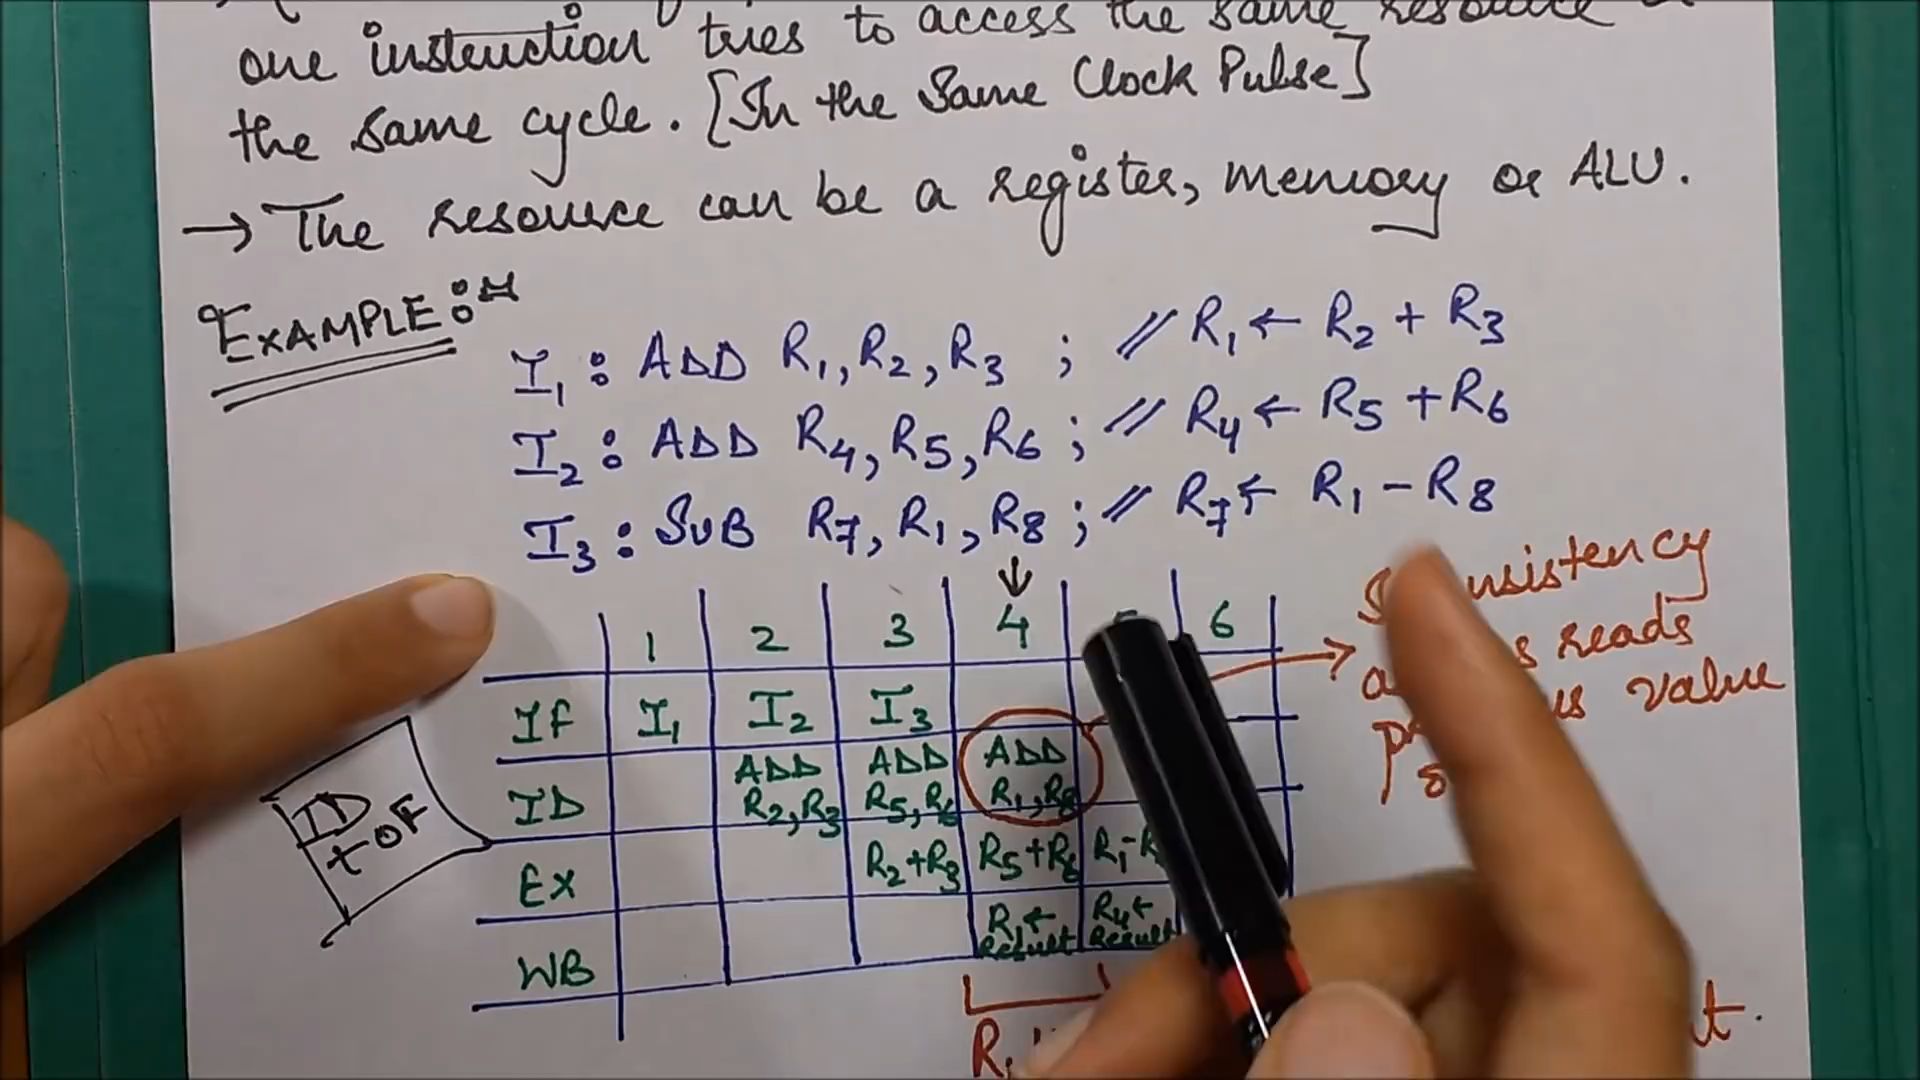 one instruction tries to access the same resource
the same cycle. [In the Same Clock Pulse]
→ The resource can be a register, memory or ALU.
EXAMPLE:-
I1 : ADD R1, R2, R3 ; // R1 ← R2 + R3
I2 : ADD R4, R5, R6 ; // R4 ← R5 + R6
I3 : SUB R7, R1, R8 ; // R7 ← R1 - R8
↓
1 2 3 4 6
IF I1 I2 I3
ID ADD R2, R3 ADD R5, R6 ADD R1, R8
EX R2+R3 R5+R6 R1-R
WB R1← Result R4← Result
ID + OF
reads
value